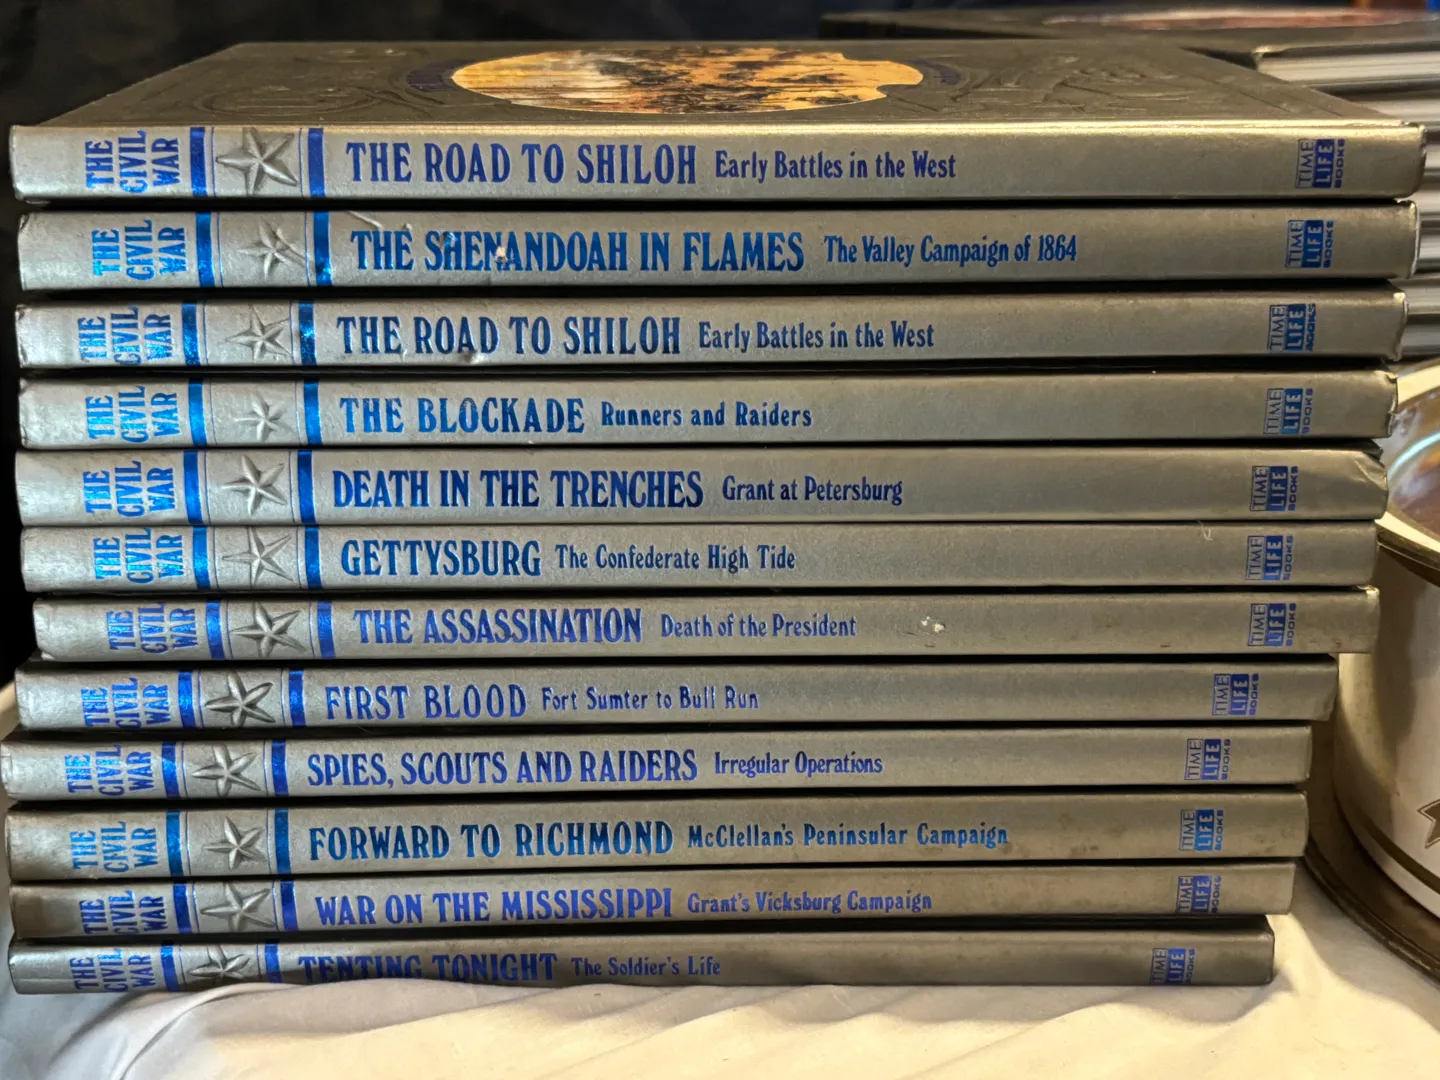 THE CIVIL WAR THE ROAD TO SHILOH Early Battles in the West TIME LIFE BOOKS
THE CIVIL WAR THE SHENANDOAH IN FLAMES The Valley Campaign of 1864 TIME LIFE BOOKS
THE CIVIL WAR THE ROAD TO SHILOH Early Battles in the West TIME LIFE BOOKS
THE CIVIL WAR THE BLOCKADE Runners and Raiders TIME LIFE BOOKS
THE CIVIL WAR DEATH IN THE TRENCHES Grant at Petersburg TIME LIFE BOOKS
THE CIVIL WAR GETTYSBURG The Confederate High Tide TIME LIFE BOOKS
THE CIVIL WAR THE ASSASSINATION Death of the President TIME LIFE BOOKS
THE CIVIL WAR FIRST BLOOD Fort Sumter to Bull Run TIME LIFE BOOKS
THE CIVIL WAR SPIES, SCOUTS AND RAIDERS Irregular Operations TIME LIFE BOOKS
THE CIVIL WAR FORWARD TO RICHMOND McClellan's Peninsular Campaign TIME LIFE BOOKS
THE CIVIL WAR WAR ON THE MISSISSIPPI Grant's Vicksburg Campaign TIME LIFE BOOKS
THE CIVIL WAR TENTING TONIGHT The Soldier's Life TIME LIFE BOOKS